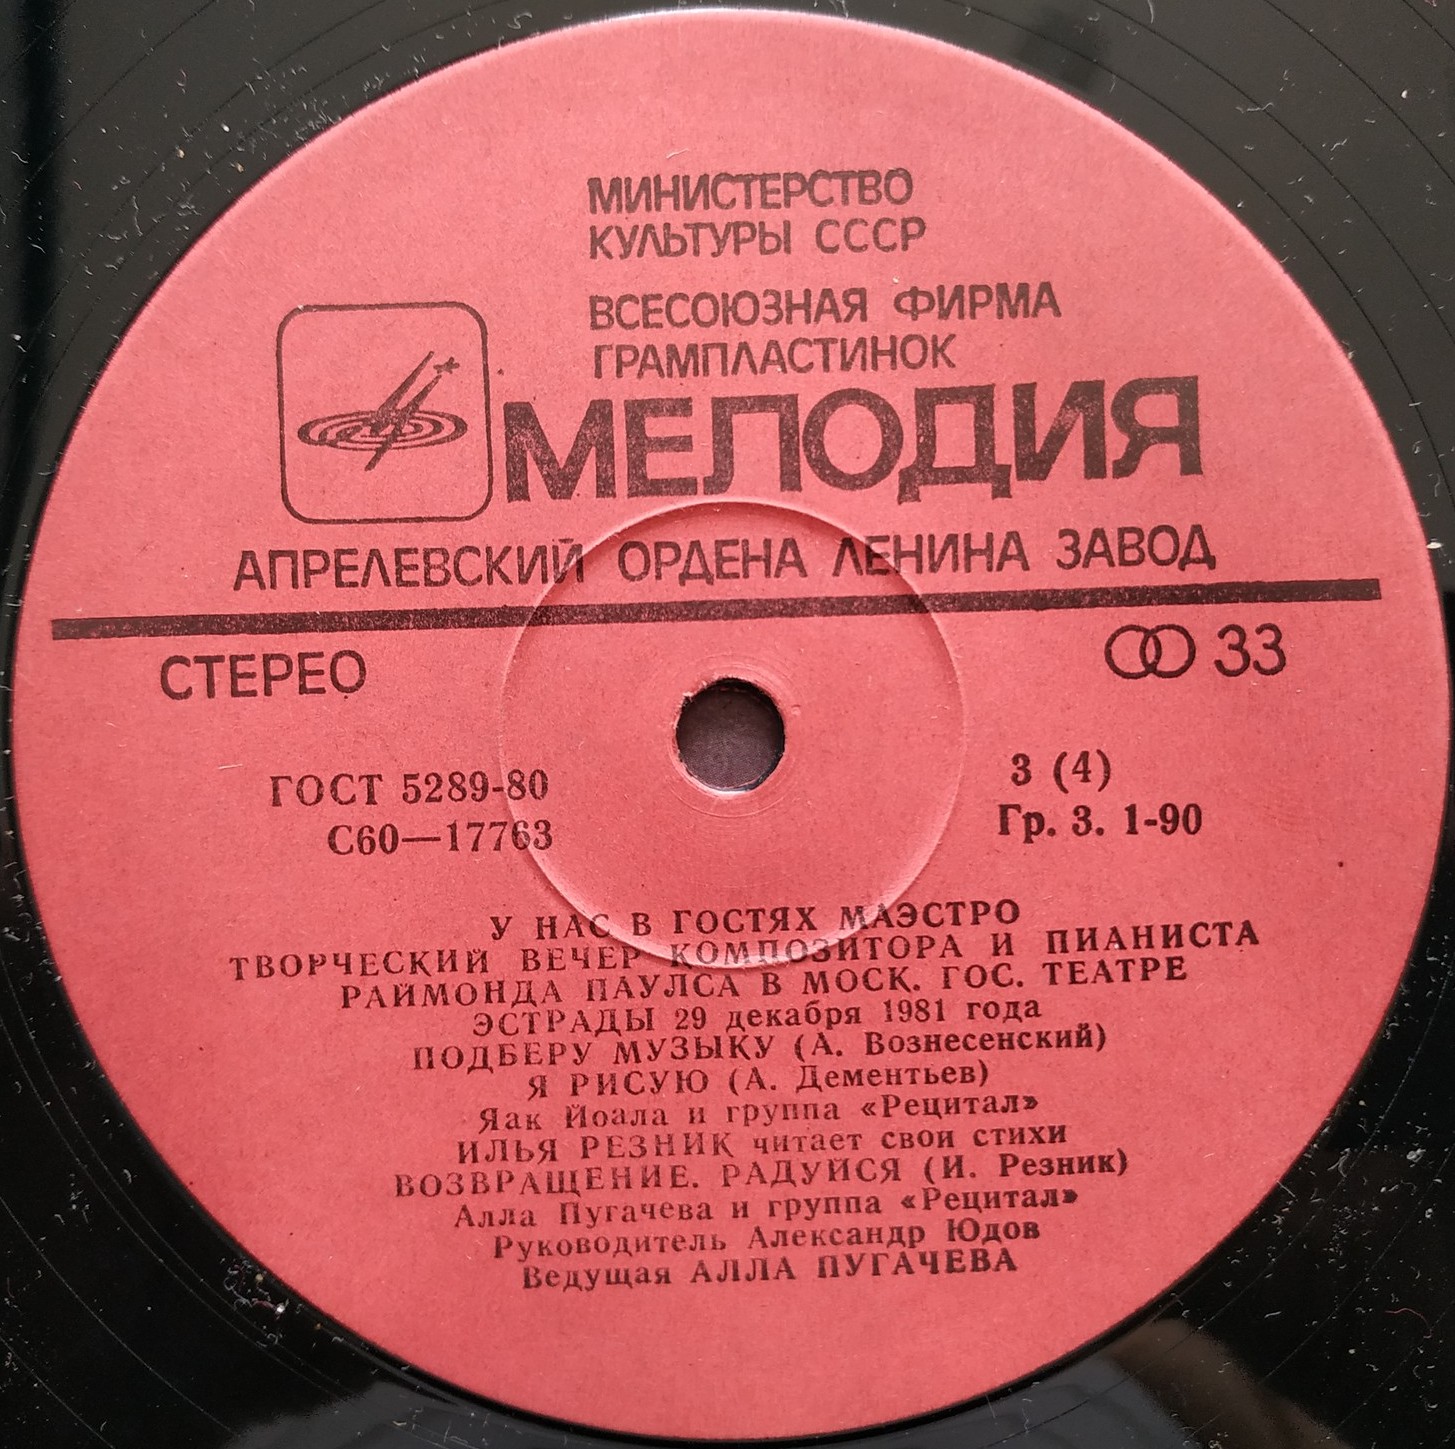 МИНИСТЕРСТВО
КУЛЬТУРЫ СССР
ВСЕСОЮЗНАЯ ФИРМА
ГРАМПЛАСТИНОК
МЕЛОДИЯ
АПРЕЛЕВСКИЙ ОРДЕНА ЛЕНИНА ЗАВОД
СТЕРЕО
33
ГОСТ 5289-80
С60—17763
3 (4)
Гр. 3. 1-90
У НАС В ГОСТЯХ МАЭСТРО
ТВОРЧЕСКИЙ ВЕЧЕР КОМПОЗИТОРА И ПИАНИСТА
РАЙМОНДА ПАУЛСА В МОСК. ГОС. ТЕАТРЕ
ЭСТРАДЫ 29 декабря 1981 года
ПОДБЕРУ МУЗЫКУ (А. Вознесенский)
Я РИСУЮ (А. Дементьев)
Яак Йоала и группа «Рецитал»
ИЛЬЯ РЕЗНИК читает свои стихи
ВОЗВРАЩЕНИЕ. РАДУЙСЯ (И. Резник)
Алла Пугачева и группа «Рецитал»
Руководитель Александр Юдов
Ведущая АЛЛА ПУГАЧЕВА